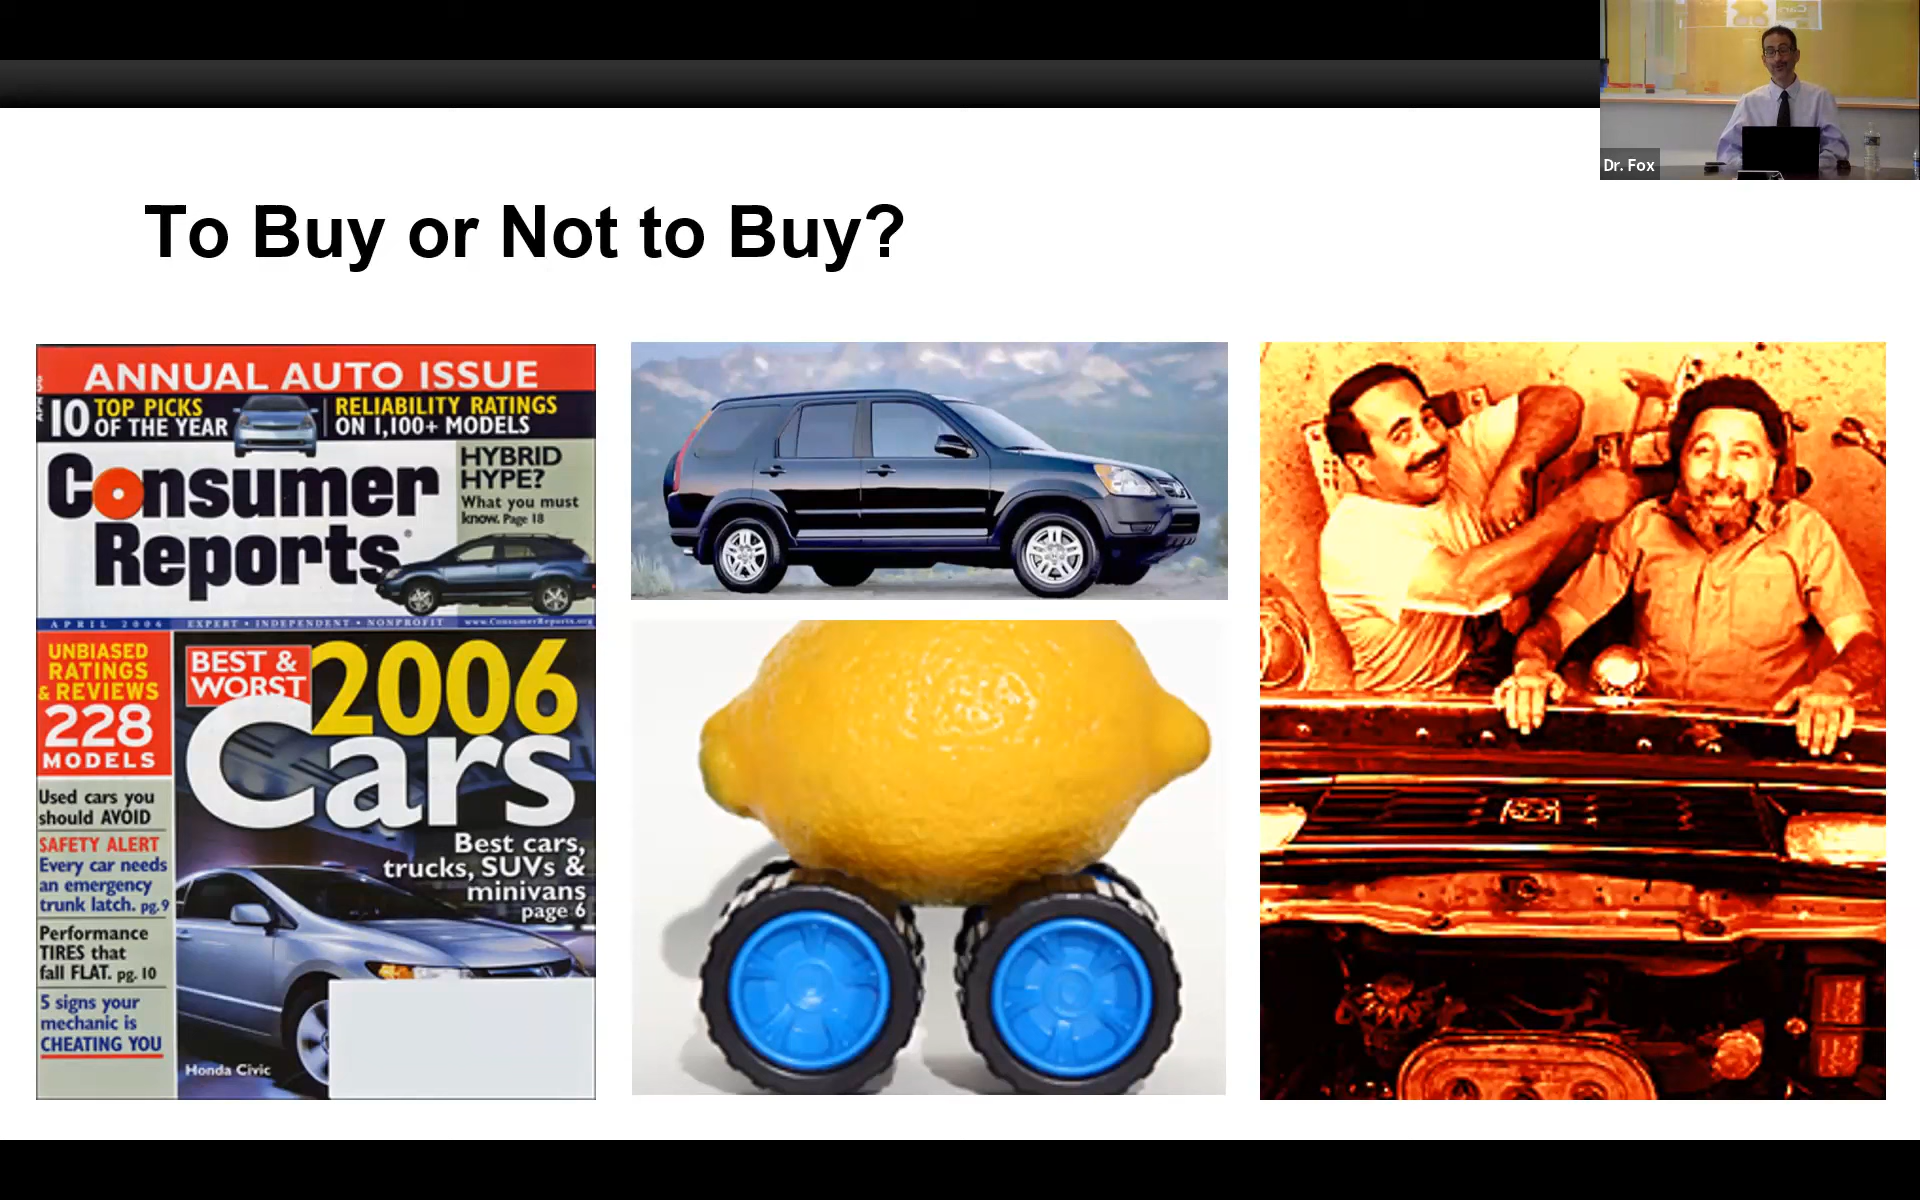 Dr. Fox
To Buy or Not to Buy?
ANNUAL AUTO ISSUE
10 TOP PICKS
OF THE YEAR
RELIABILITY RATINGS
ON 1,100+ MODELS
Consumer
Reports®
HYBRID
HYPE?
What you must
know. Page 18
APRIL 2006
EXPERT • INDEPENDENT • NONPROFIT
www.ConsumerReports.org
UNBIASED
RATINGS
& REVIEWS
228
MODELS
Used cars you
should AVOID
SAFETY ALERT
Every car needs
an emergency
trunk latch. pg.9
Performance
TIRES that
fall FLAT. pg. 10
5 signs your
mechanic is
CHEATING YOU
BEST &
WORST
2006
Cars
Best cars,
trucks, SUVs &
minivans
page 6
Honda Civic